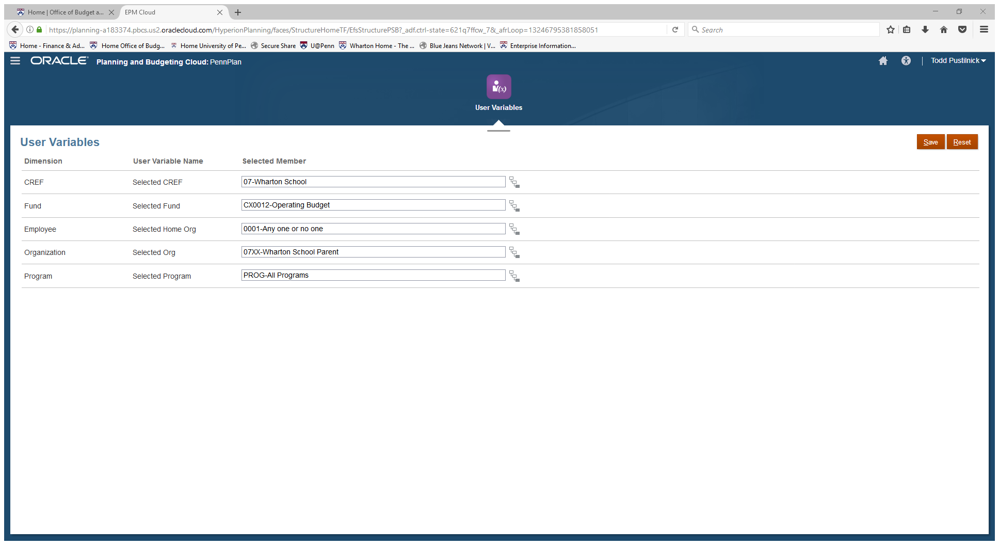 Home | Office of Budget a...
EPM Cloud
https://planning-a183374.pbcs.us2.oraclecloud.com/HyperionPlanning/faces/StructureHomeTF/EfsStructurePSB?_adf.ctrl-state=621q7ffcw_7&_afrLoop=13246795381858051
Search
Home - Finance & Ad... Home Office of Budg... Home University of Pe... Secure Share U@Penn Wharton Home - The ... Blue Jeans Network | V... Enterprise Information...
ORACLE Planning and Budgeting Cloud: PennPlan
Todd Pustilnick
(x)
User Variables
User Variables
Save Reset
Dimension User Variable Name Selected Member
CREF Selected CREF 07-Wharton School
Fund Selected Fund CX0012-Operating Budget
Employee Selected Home Org 0001-Any one or no one
Organization Selected Org 07XX-Wharton School Parent
Program Selected Program PROG-All Programs